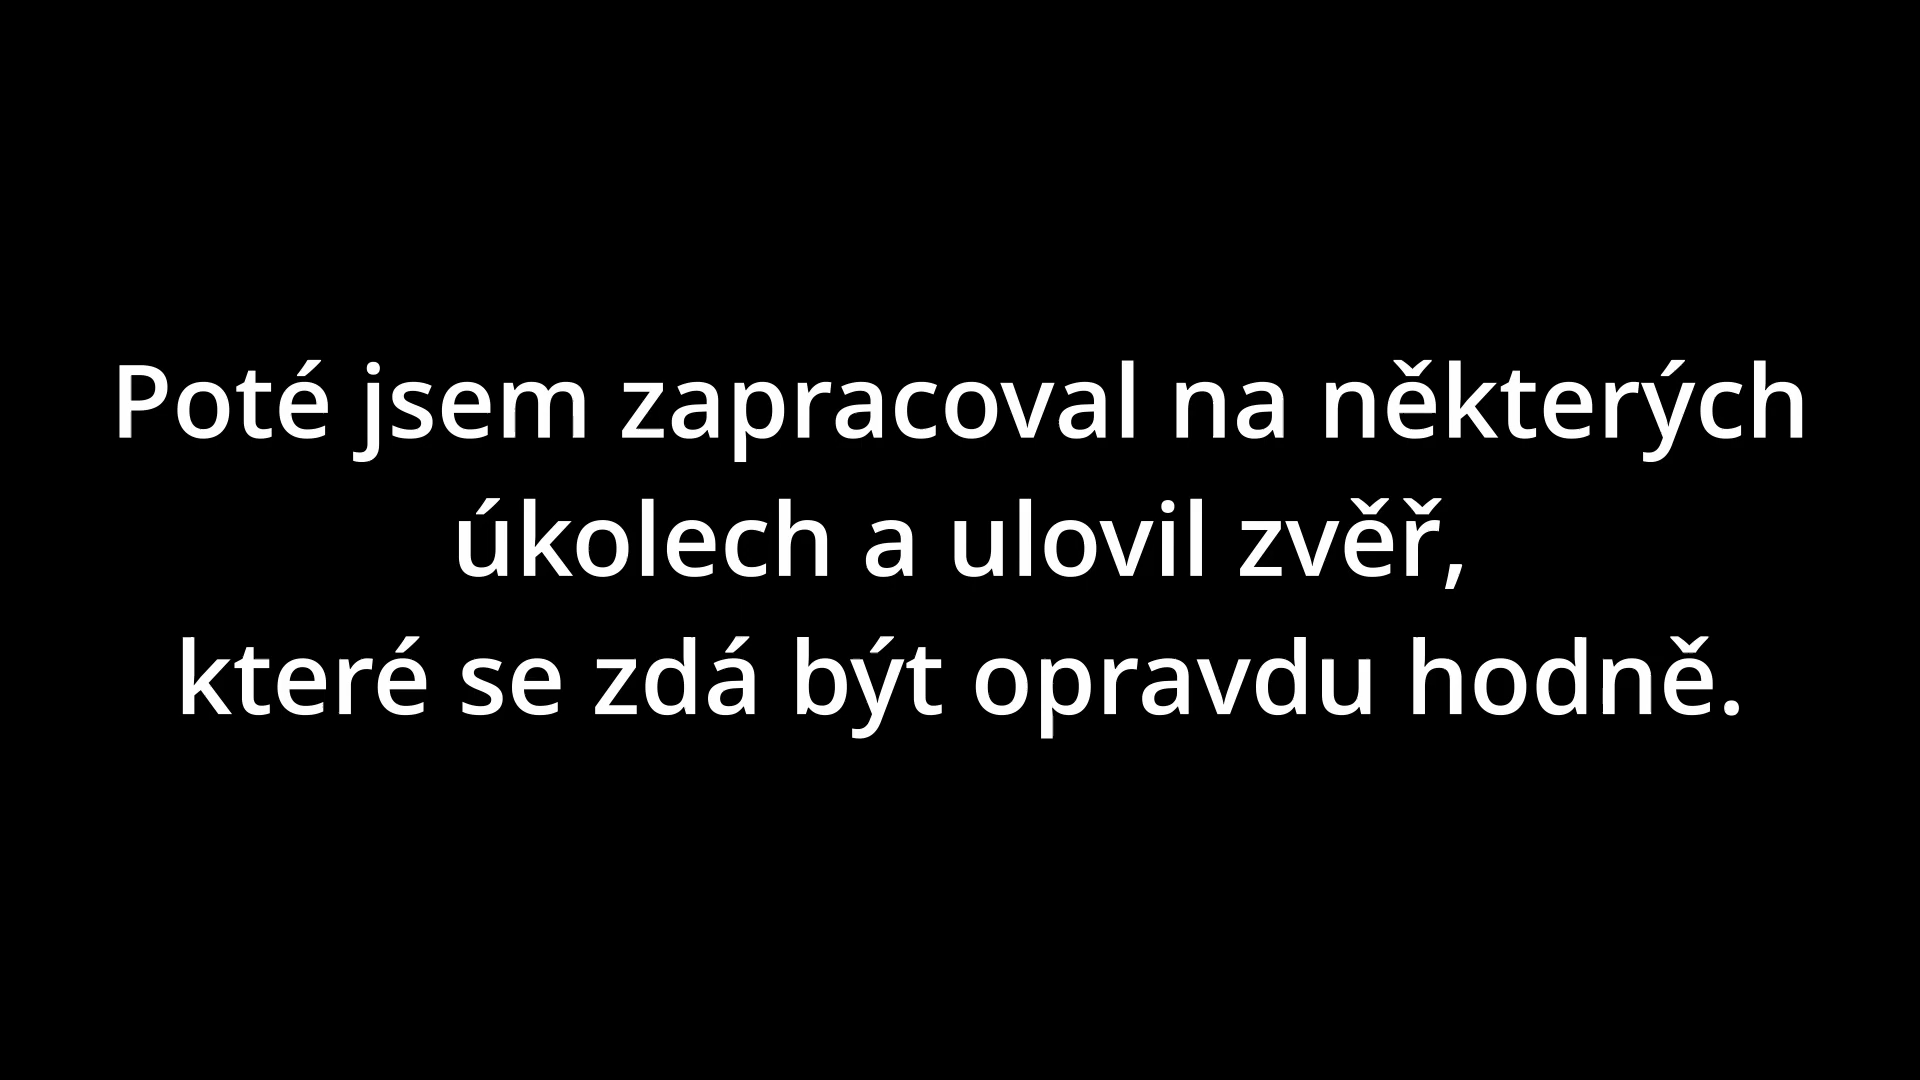 Poté jsem zapracoval na některých
úkolech a ulovil zvěř,
které se zdá být opravdu hodně.